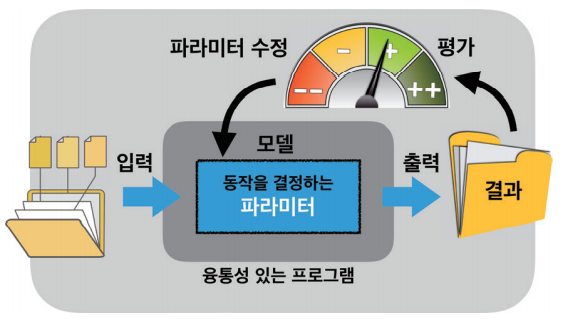 파라미터 수정
평가
--
-
+
++
입력
모델
출력
동작을 결정하는
파라미터
결과
융통성 있는 프로그램